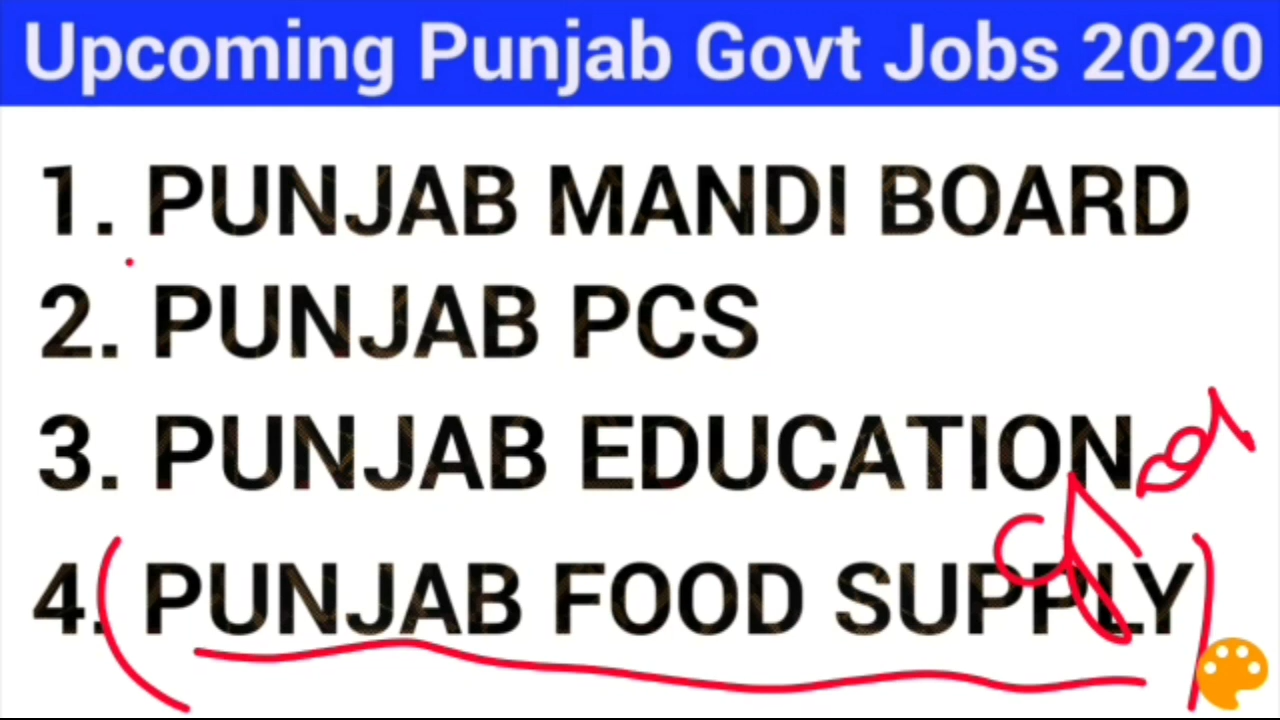 Upcoming Punjab Govt Jobs 2020
1. PUNJAB MANDI BOARD
2. PUNJAB PCS
3. PUNJAB EDUCATION
4. PUNJAB FOOD SUPPLY